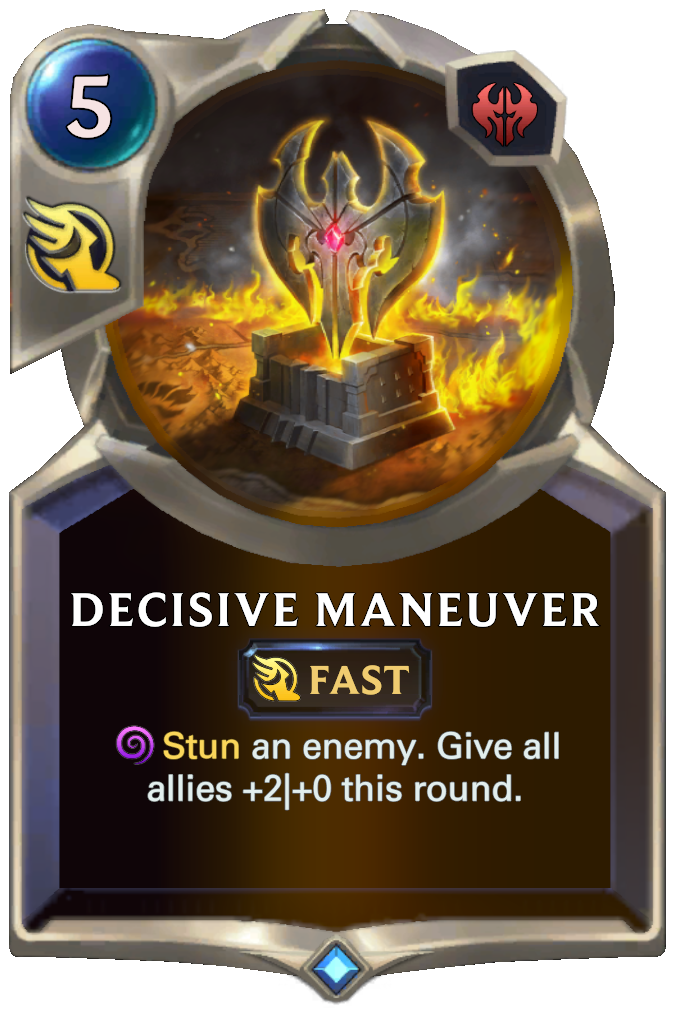 5
DECISIVE MANEUVER
FAST
Stun an enemy. Give all
allies +2|+0 this round.